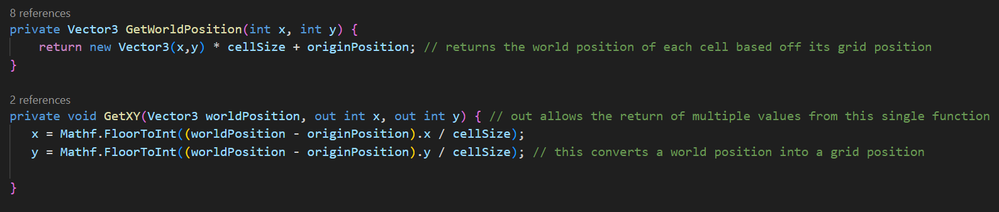 8 references
private Vector3 GetWorldPosition(int x, int y) {
return new Vector3(x,y) * cellSize + originPosition; // returns the world position of each cell based off its grid position
}
2 references
private void GetXY(Vector3 worldPosition, out int x, out int y) { // out allows the return of multiple values from this single function
x = Mathf.FloorToInt((worldPosition - originPosition).x / cellSize);
y = Mathf.FloorToInt((worldPosition - originPosition).y / cellSize); // this converts a world position into a grid position
}